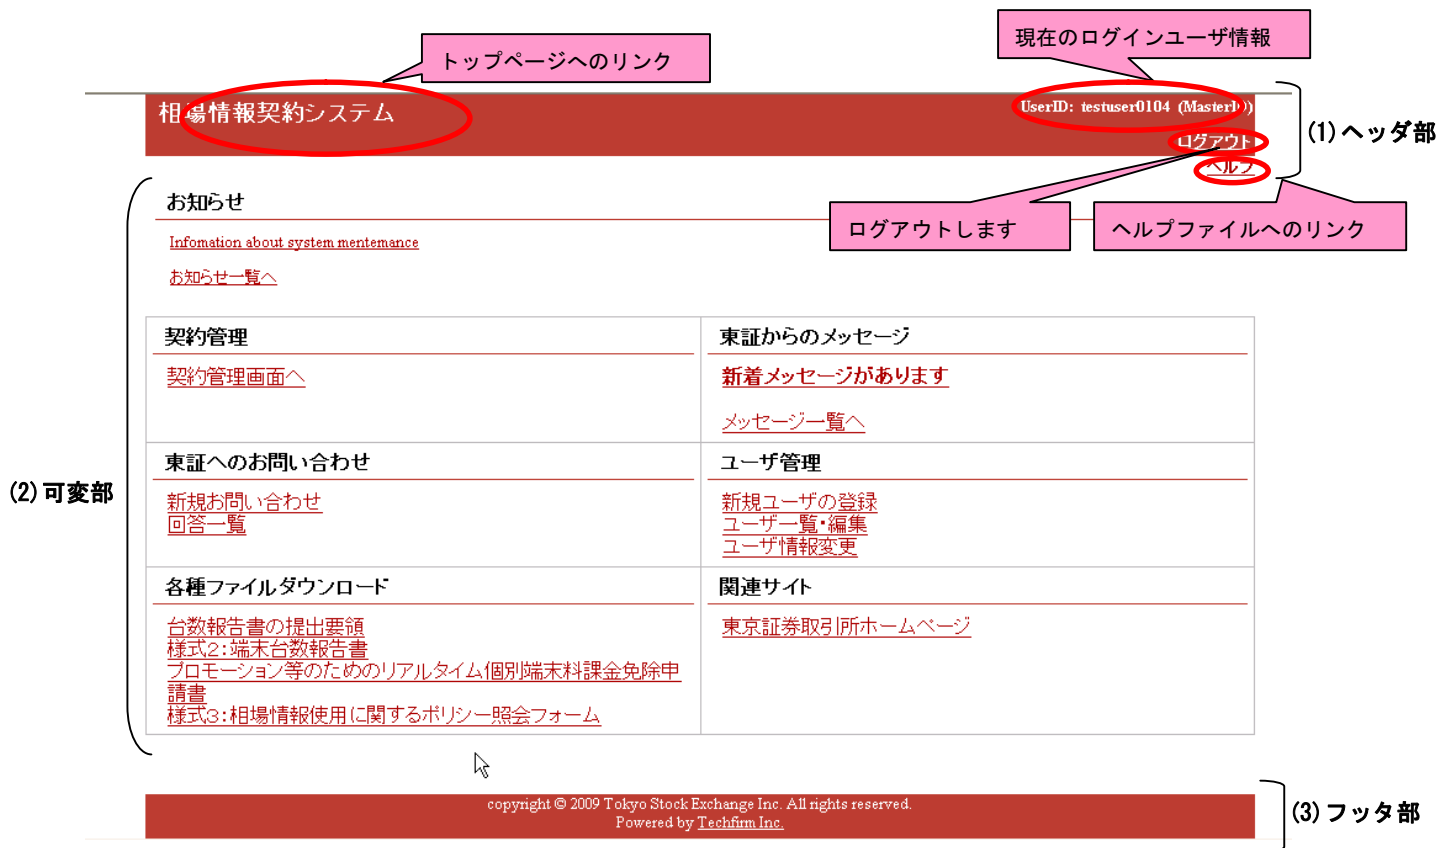 トップページへのリンク
現在のログインユーザ情報
相場情報契約システム
UserID: testuser0104 (MasterID)
ログアウト
ヘルプ
(1)ヘッダ部
お知らせ
ログアウトします
ヘルプファイルへのリンク
Infomation about system mentemance
お知らせ一覧へ
契約管理
契約管理画面へ
東証からのメッセージ
新着メッセージがあります
メッセージ一覧へ
(2)可変部
東証へのお問い合わせ
新規お問い合わせ
回答一覧
ユーザ管理
新規ユーザの登録
ユーザ一覧・編集
ユーザ情報変更
各種ファイルダウンロード
台数報告書の提出要領
様式2：端末台数報告書
プロモーション等のためのリアルタイム個別端末料課金免除申
請書
様式3：相場情報使用に関するポリシー照会フォーム
関連サイト
東京証券取引所ホームページ
copyright © 2009 Tokyo Stock Exchange Inc. All rights reserved.
Powered by Techfirm Inc.
(3)フッタ部